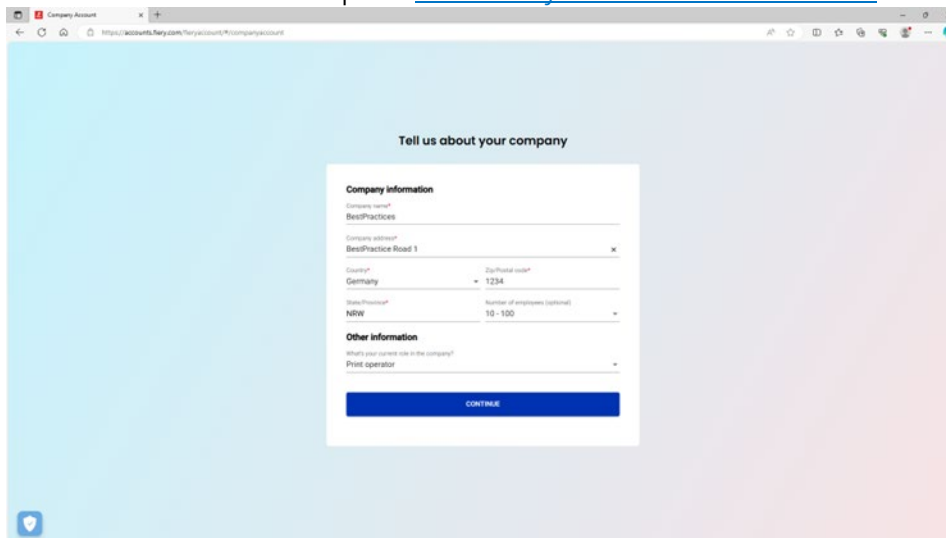 Company Account
https://accounts.fiery.com/fieryaccount/#/companyaccount
Tell us about your company
Company information
Company name*
BestPractices
Company address*
BestPractice Road 1
Country* Zip/Postal code*
Germany 1234
State/Province* Number of employees (optional)
NRW 10 - 100
Other information
What's your current role in the company?
Print operator
CONTINUE